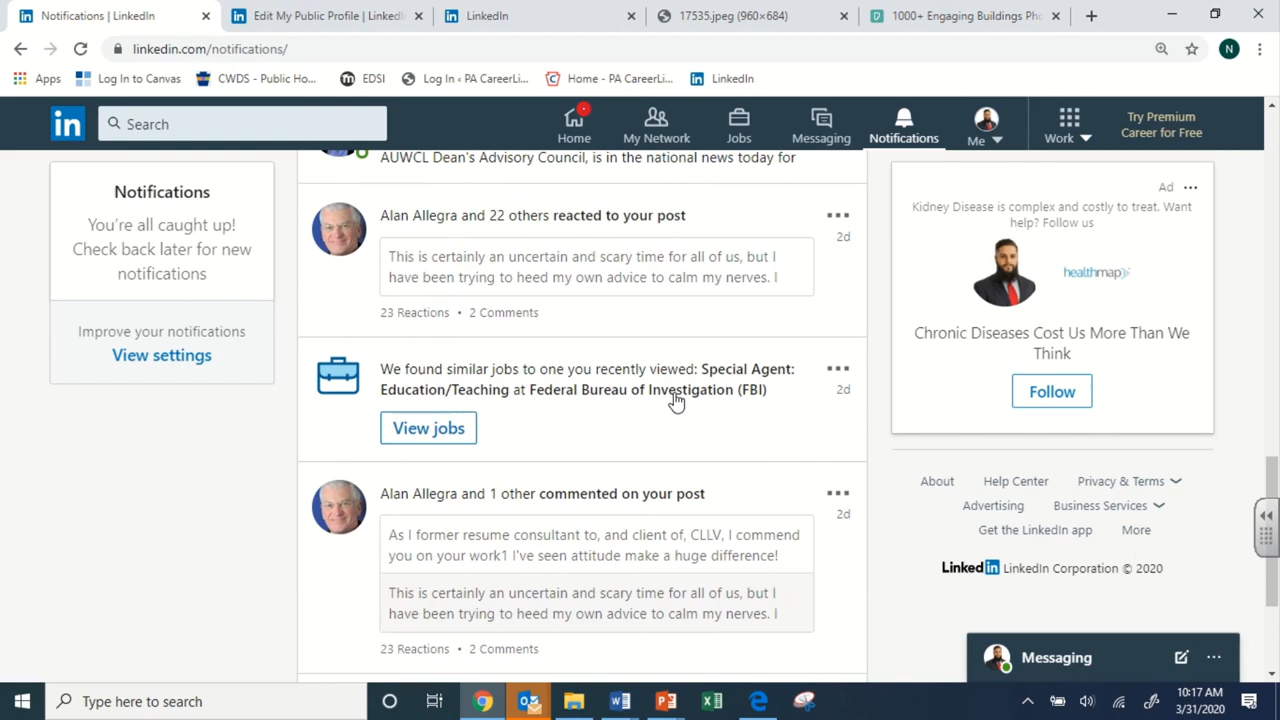 Notifications | LinkedIn
Edit My Public Profile | LinkedI
LinkedIn
17535.jpeg (960×684)
1000+ Engaging Buildings Pho
linkedin.com/notifications/
N
Apps
Log In to Canvas
CWDS - Public Ho...
EDSI
Log In ‹ PA CareerLi...
Home - PA CareerLi...
LinkedIn
in
Search
Home
My Network
Jobs
Messaging
Notifications
Me
Work
Try Premium
Career for Free
Notifications
You're all caught up!
Check back later for new
notifications
Improve your notifications
View settings
AUWCL Dean's Advisory Council, is in the national news today for
Alan Allegra and 22 others reacted to your post
2d
This is certainly an uncertain and scary time for all of us, but I
have been trying to heed my own advice to calm my nerves. I
23 Reactions • 2 Comments
We found similar jobs to one you recently viewed: Special Agent:
Education/Teaching at Federal Bureau of Investigation (FBI)
2d
View jobs
Alan Allegra and 1 other commented on your post
2d
As I former resume consultant to, and client of, CLLV, I commend
you on your work1 I've seen attitude make a huge difference!
This is certainly an uncertain and scary time for all of us, but I
have been trying to heed my own advice to calm my nerves. I
23 Reactions • 2 Comments
Ad
Kidney Disease is complex and costly to treat. Want
help? Follow us
healthmap
Chronic Diseases Cost Us More Than We
Think
Follow
About Help Center Privacy & Terms
Advertising Business Services
Get the LinkedIn app More
LinkedIn LinkedIn Corporation © 2020
Messaging
Type here to search
10:17 AM
3/31/2020